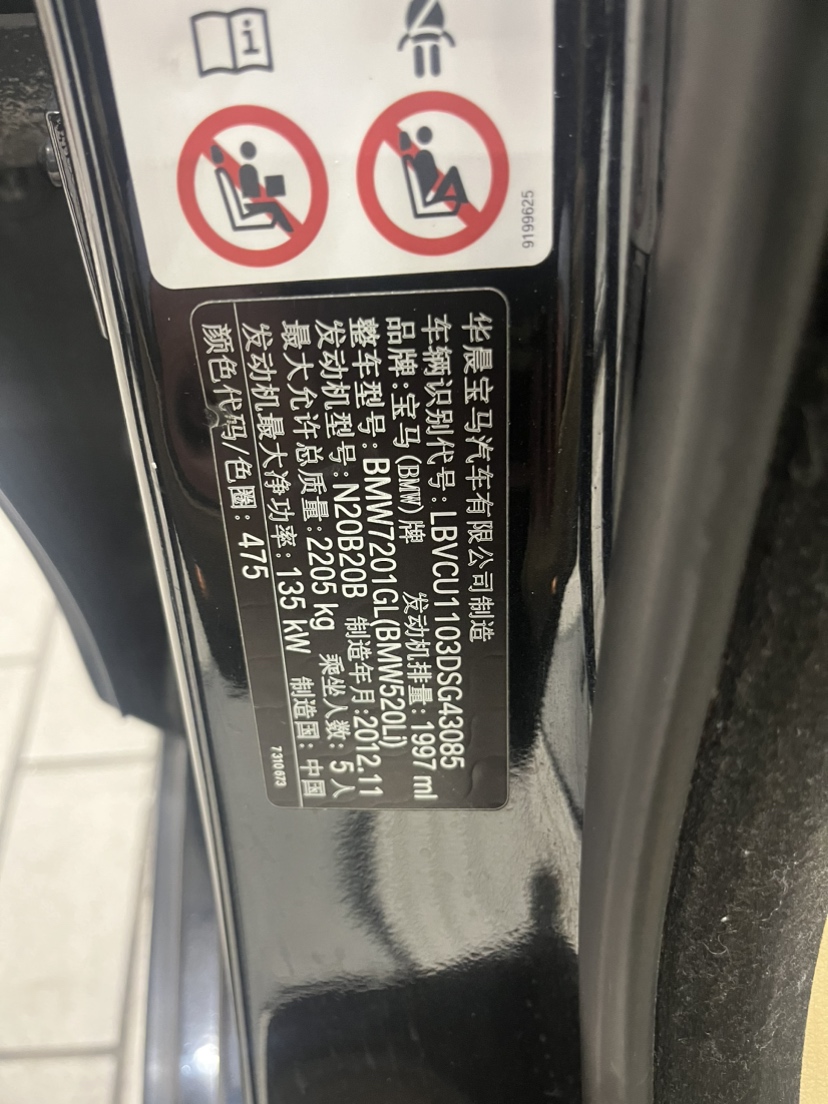 9199625
华晨宝马汽车有限公司制造
车辆识别代号:LBVCU1103DSG43085
品牌:宝马(BMW)牌 发动机排量:1997 ml
整车型号:BMW7201GL(BMW520Li)
发动机型号:N20B20B 制造年月:2012.11
最大允许总质量:2205 kg 乘坐人数:5人
发动机最大净功率:135 kW 制造国:中国
颜色代码/色圈:475
7310673